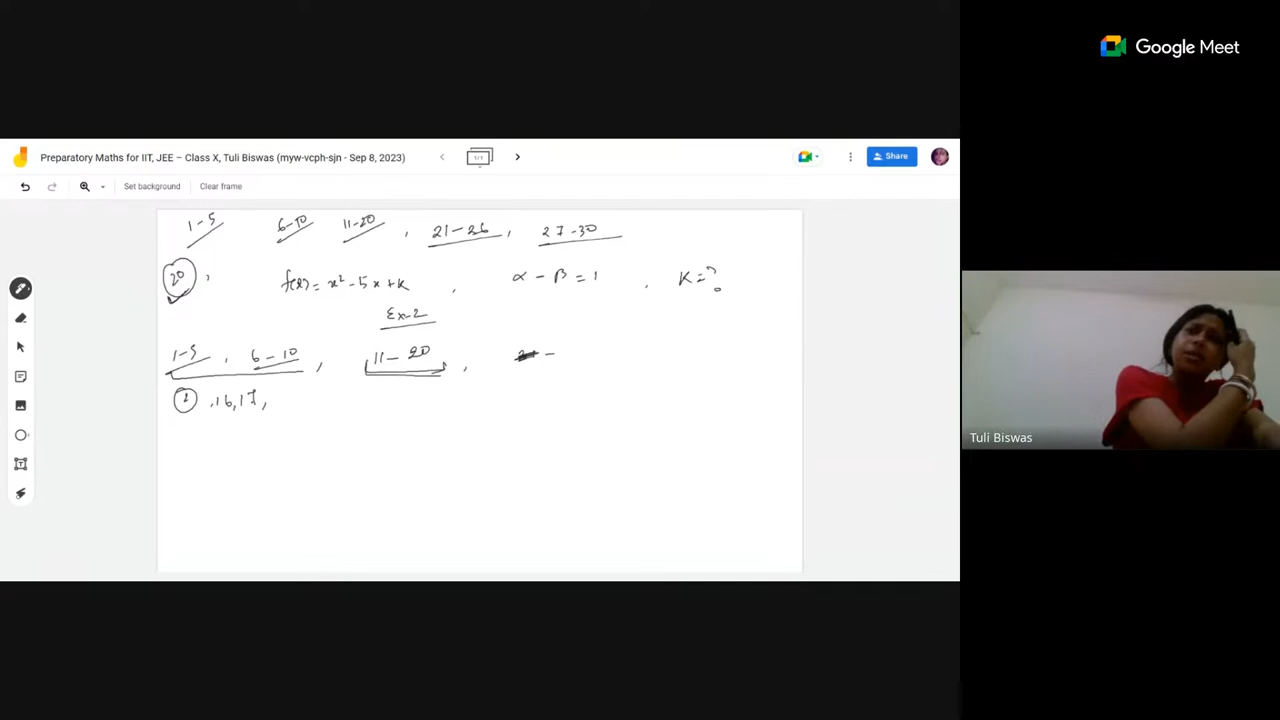 Google Meet
Preparatory Maths for IIT, JEE – Class X, Tuli Biswas (myw-vcph-sjn - Sep 8, 2023)
1/1
Share
Set background
Clear frame
1-5 6-10 11-20 , 21-26 , 27-30
20 , f(x) = x² - 5x + k , α - β = 1 , K = ?
Ex-2
1-5 , 6-10 , 11-20 , -
2 , 16, 17,
Tuli Biswas